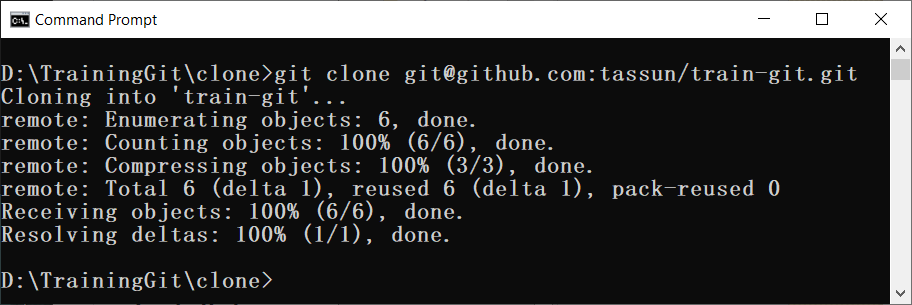 Command Prompt
D:\TrainingGit\clone>git clone git@github.com:tassun/train-git.git
Cloning into 'train-git'...
remote: Enumerating objects: 6, done.
remote: Counting objects: 100% (6/6), done.
remote: Compressing objects: 100% (3/3), done.
remote: Total 6 (delta 1), reused 6 (delta 1), pack-reused 0
Receiving objects: 100% (6/6), done.
Resolving deltas: 100% (1/1), done.
D:\TrainingGit\clone>